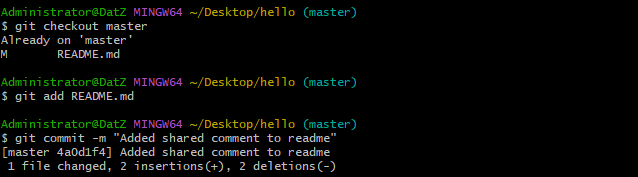 Administrator@DatZ MINGW64 ~/Desktop/hello (master)
$ git checkout master
Already on 'master'
M       README.md
Administrator@DatZ MINGW64 ~/Desktop/hello (master)
$ git add README.md
Administrator@DatZ MINGW64 ~/Desktop/hello (master)
$ git commit -m "Added shared comment to readme"
[master 4a0d1f4] Added shared comment to readme
 1 file changed, 2 insertions(+), 2 deletions(-)